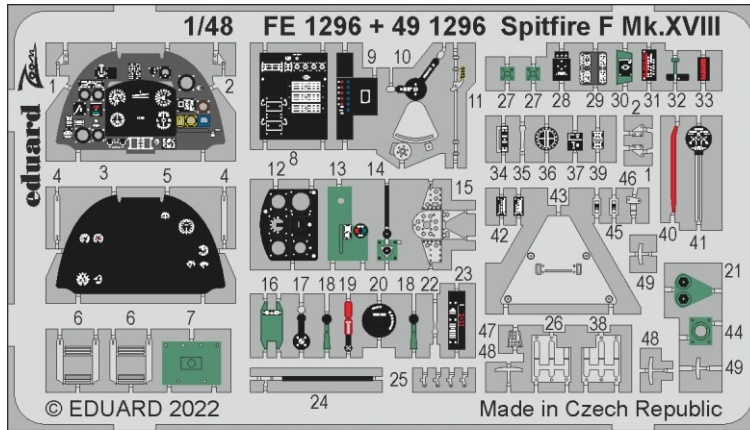 1/48 FE 1296 + 49 1296 Spitfire F Mk.XVIII
eduard
Zoom
1 2 9 10 11 27 27 28 29 30 31 32 33
8 2
34 35 36 37 39 1
4 3 5 4 12 13 14 15 43 46 40 41
42 45
49 21
16 17 18 19 20 18 22 23
6 6 7 44
47 26 38 48
48
25 49
24
© EDUARD 2022 Made in Czech Republic